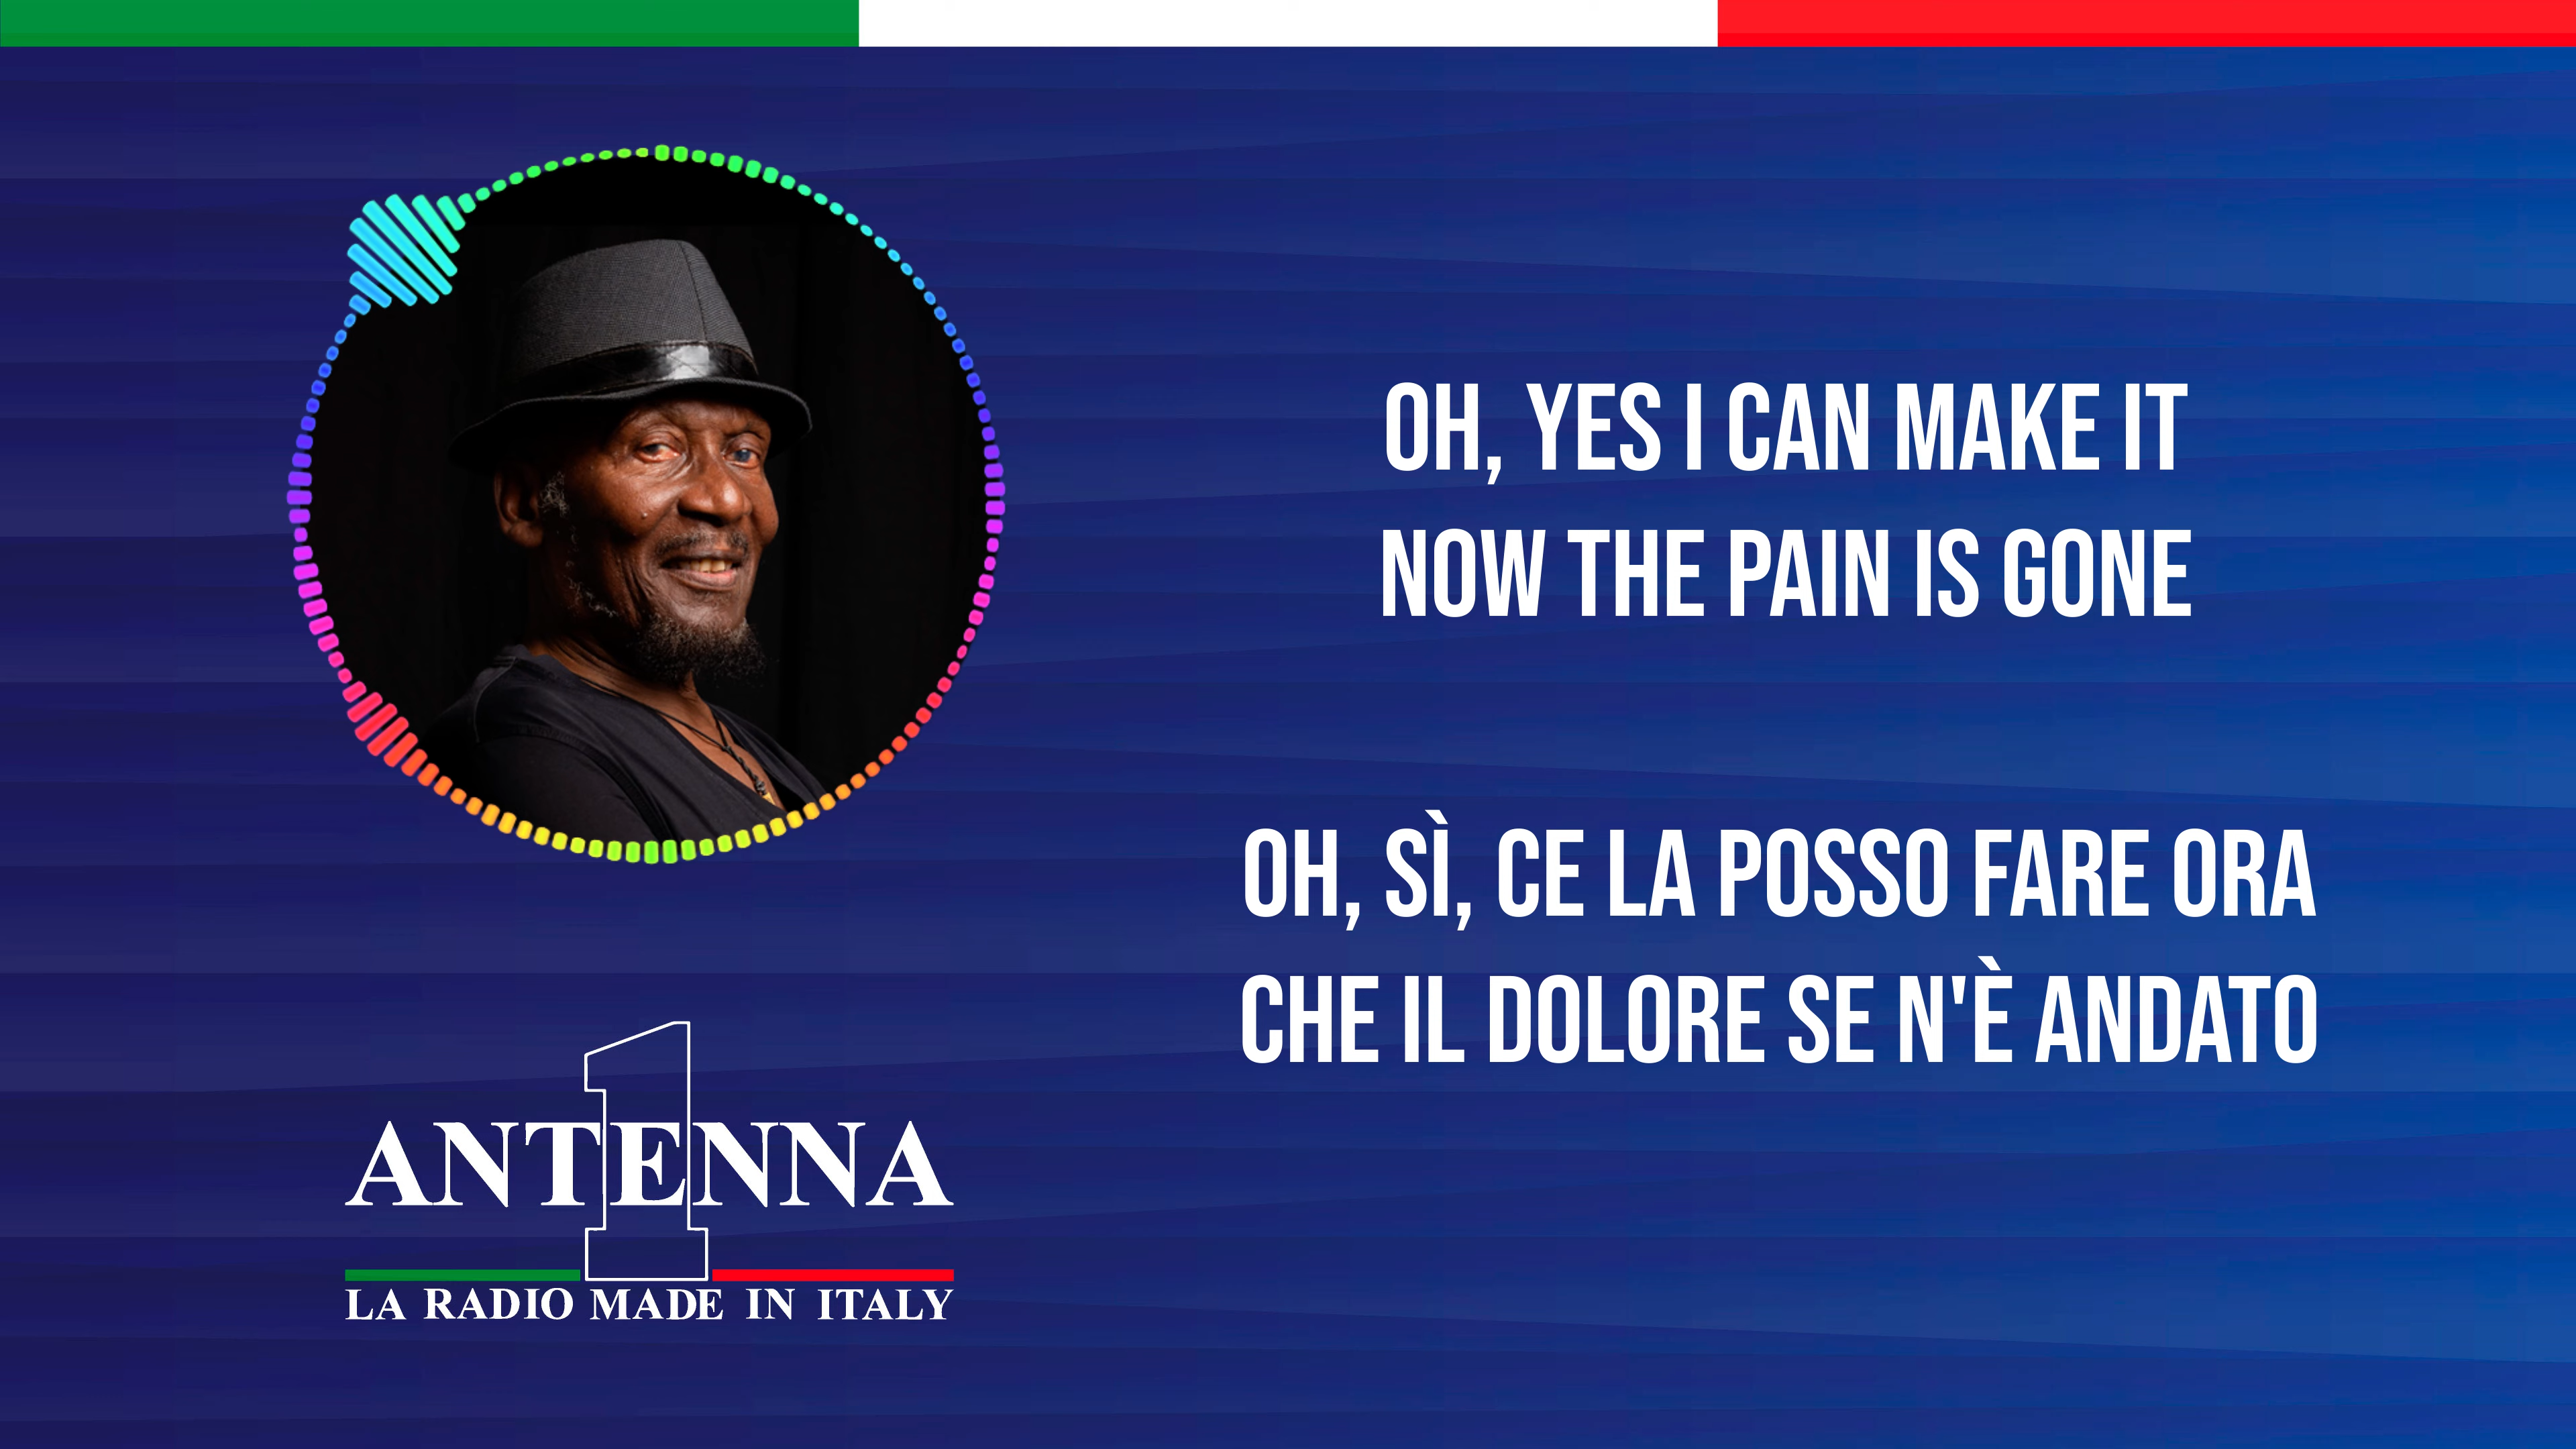 OH, YES I CAN MAKE IT
NOW THE PAIN IS GONE
OH, SÌ, CE LA POSSO FARE ORA
CHE IL DOLORE SE N'È ANDATO
1
ANTENNA
LA RADIO MADE IN ITALY